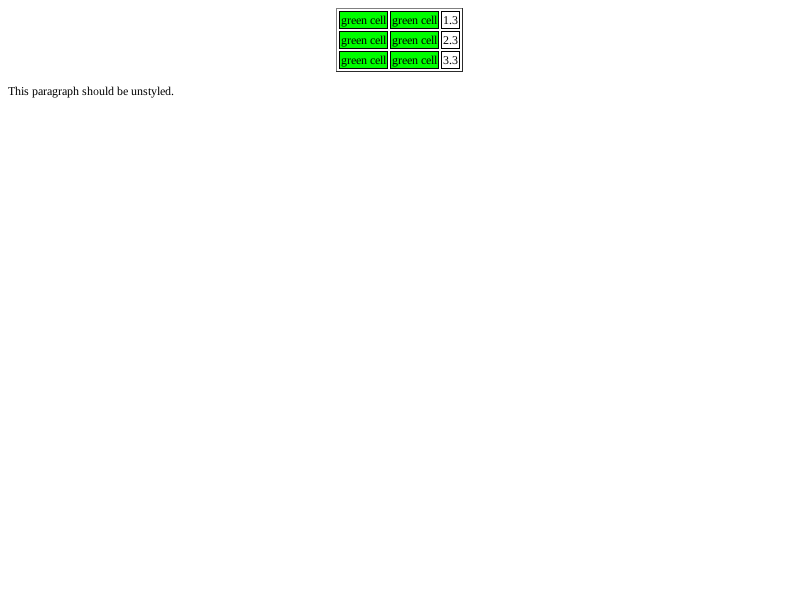 green cell green cell 1.3
green cell green cell 2.3
green cell green cell 3.3
This paragraph should be unstyled.